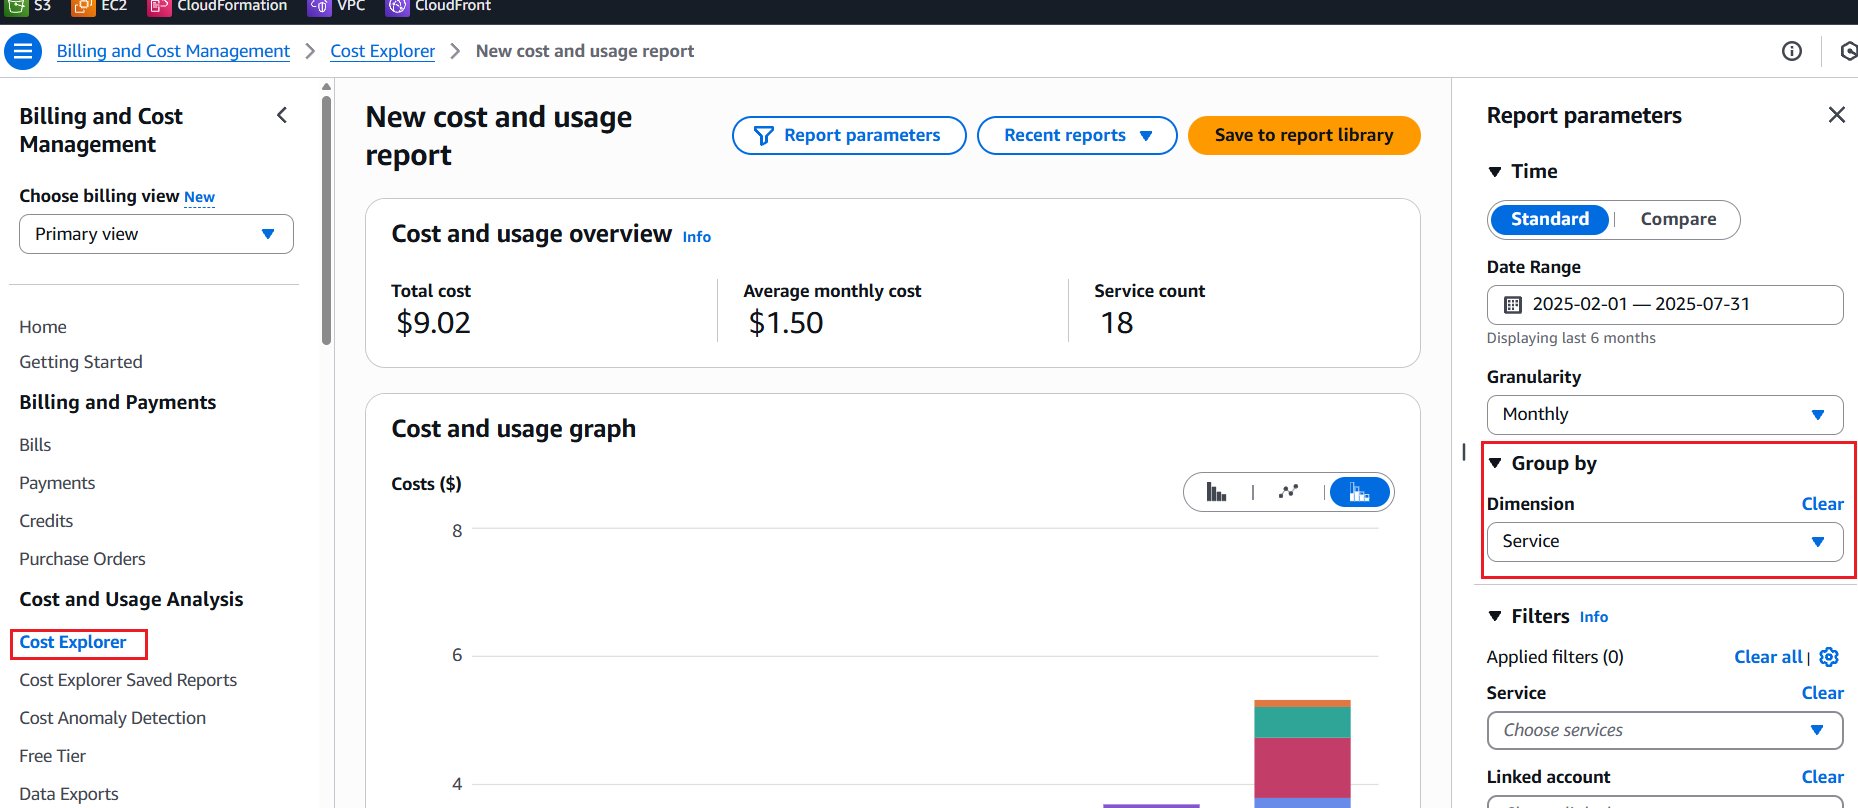 S3 EC2 CloudFormation VPC CloudFront
Billing and Cost Management Cost Explorer New cost and usage report
Billing and Cost
Management
Choose billing view New
Primary view
Home
Getting Started
Billing and Payments
Bills
Payments
Credits
Purchase Orders
Cost and Usage Analysis
Cost Explorer
Cost Explorer Saved Reports
Cost Anomaly Detection
Free Tier
Data Exports
New cost and usage
report
Report parameters
Recent reports
Save to report library
Cost and usage overview Info
Total cost
$9.02
Average monthly cost
$1.50
Service count
18
Cost and usage graph
Costs ($)
8
6
4
Report parameters
Time
Standard | Compare
Date Range
2025-02-01 — 2025-07-31
Displaying last 6 months
Granularity
Monthly
Group by
Dimension Clear
Service
Filters Info
Applied filters (0) Clear all |
Service Clear
Choose services
Linked account Clear